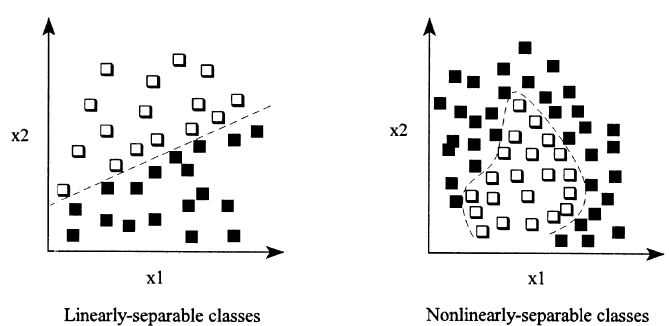 x2
x1
Linearly-separable classes
x2
x1
Nonlinearly-separable classes